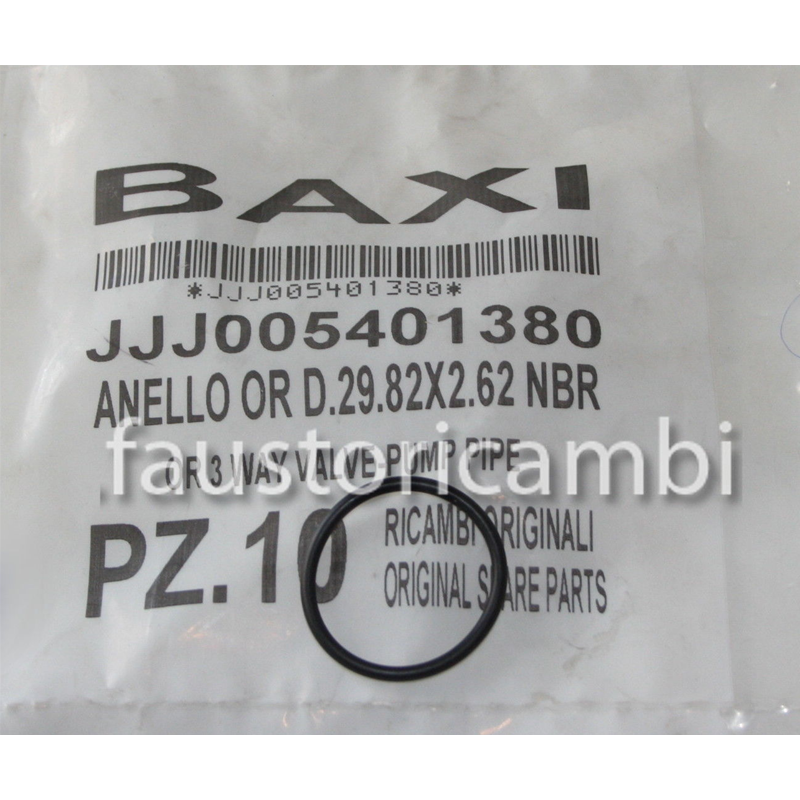 BAXI
*JJJ005401380*
JJJ005401380
ANELLO OR D.29.82X2.62 NBR
OR 3 WAY VALVE-PUMP PIPE
faustoricambi
PZ.10
RICAMBI ORIGINALI
ORIGINAL SPARE PARTS